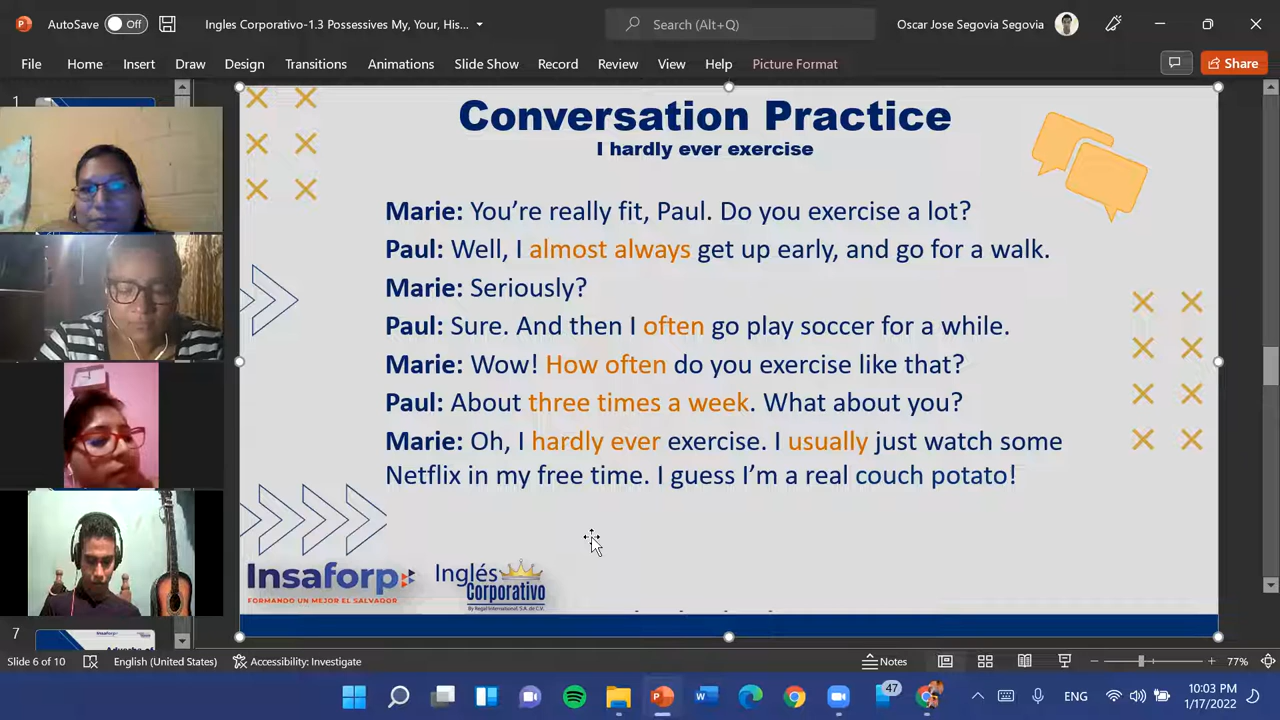 AutoSave Off Ingles Corporativo-1.3 Possessives My, Your, His... Search (Alt+Q) Oscar Jose Segovia Segovia
File Home Insert Draw Design Transitions Animations Slide Show Record Review View Help Picture Format Share
1
Conversation Practice
I hardly ever exercise
Marie: You're really fit, Paul. Do you exercise a lot?
Paul: Well, I almost always get up early, and go for a walk.
Marie: Seriously?
Paul: Sure. And then I often go play soccer for a while.
Marie: Wow! How often do you exercise like that?
Paul: About three times a week. What about you?
Marie: Oh, I hardly ever exercise. I usually just watch some
Netflix in my free time. I guess I'm a real couch potato!
Insaforp
FORMANDO UN MEJOR EL SALVADOR
Inglés
Corporativo
By Regal International, S.A. de C.V.
7
Slide 6 of 10 English (United States) Accessibility: Investigate Notes 77%
47 ENG 10:03 PM
1/17/2022